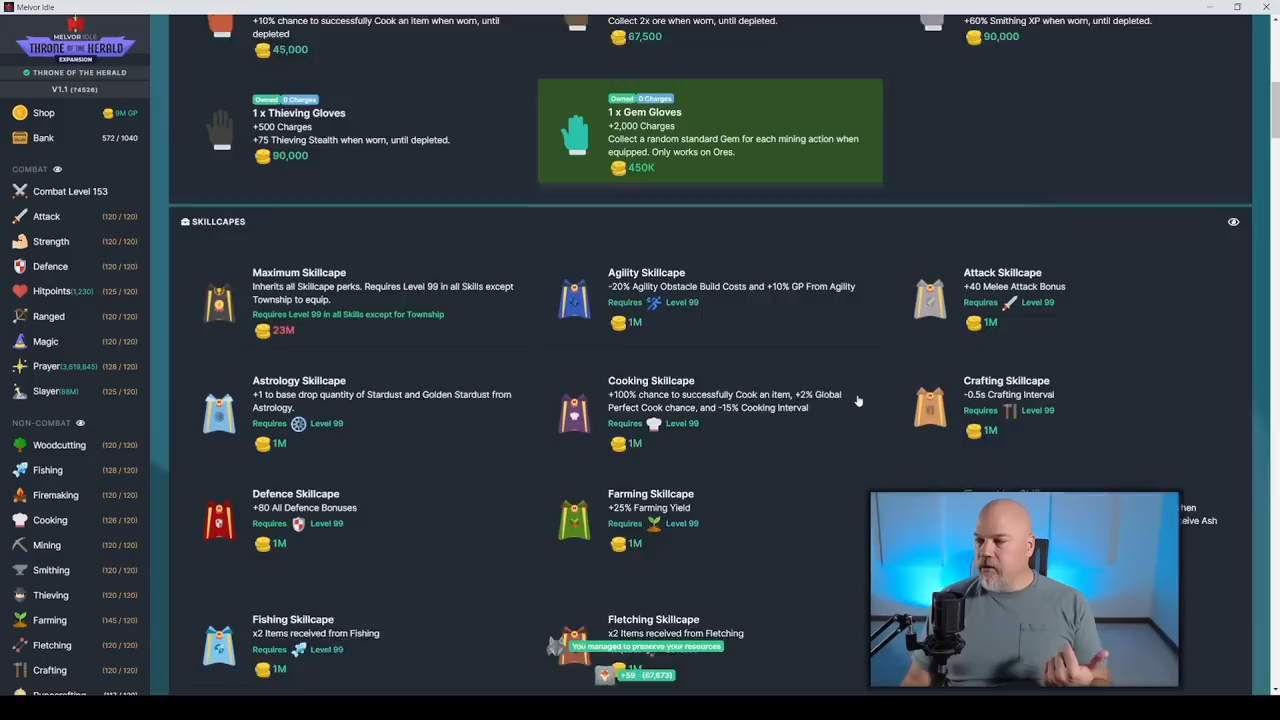 Melvor Idle
MELVOR IDLE
THRONE OF THE HERALD
EXPANSION
THRONE OF THE HERALD
V1.1 (74526)
Shop
9M GP
Bank
572 / 1040
COMBAT
Combat Level 153
Attack
(120 / 120)
Strength
(120 / 120)
Defence
(120 / 120)
Hitpoints(1,230)
(125 / 120)
Ranged
(120 / 120)
Magic
(120 / 120)
Prayer(3,619,845)
(128 / 120)
Slayer(88M)
(125 / 120)
NON-COMBAT
Woodcutting
(120 / 120)
Fishing
(128 / 120)
Firemaking
(120 / 120)
Cooking
(126 / 120)
Mining
(120 / 120)
Smithing
(120 / 120)
Thieving
(120 / 120)
Farming
(145 / 120)
Fletching
(120 / 120)
Crafting
(120 / 120)
+10% chance to successfully Cook an item when worn, until
depleted
45,000
Collect 2x ore when worn, until depleted.
67,500
+60% Smithing XP when worn, until depleted.
90,000
Owned 0 Charges
1 x Thieving Gloves
+500 Charges
+75 Thieving Stealth when worn, until depleted.
90,000
Owned 0 Charges
1 x Gem Gloves
+2,000 Charges
Collect a random standard Gem for each mining action when
equipped. Only works on Ores.
450K
SKILLCAPES
Maximum Skillcape
Inherits all Skillcape perks. Requires Level 99 in all Skills except
Township to equip.
Requires Level 99 in all Skills except for Township
23M
Agility Skillcape
-20% Agility Obstacle Build Costs and +10% GP From Agility
Requires Level 99
1M
Attack Skillcape
+40 Melee Attack Bonus
Requires Level 99
1M
Astrology Skillcape
+1 to base drop quantity of Stardust and Golden Stardust from
Astrology.
Requires Level 99
1M
Cooking Skillcape
+100% chance to successfully Cook an item, +2% Global
Perfect Cook chance, and -15% Cooking Interval
Requires Level 99
1M
Crafting Skillcape
-0.5s Crafting Interval
Requires Level 99
1M
Defence Skillcape
+80 All Defence Bonuses
Requires Level 99
1M
Farming Skillcape
+25% Farming Yield
Requires Level 99
1M
Fishing Skillcape
x2 Items received from Fishing
Requires Level 99
1M
Fletching Skillcape
x2 Items received from Fletching
You managed to preserve your resources
+59 (67,673)